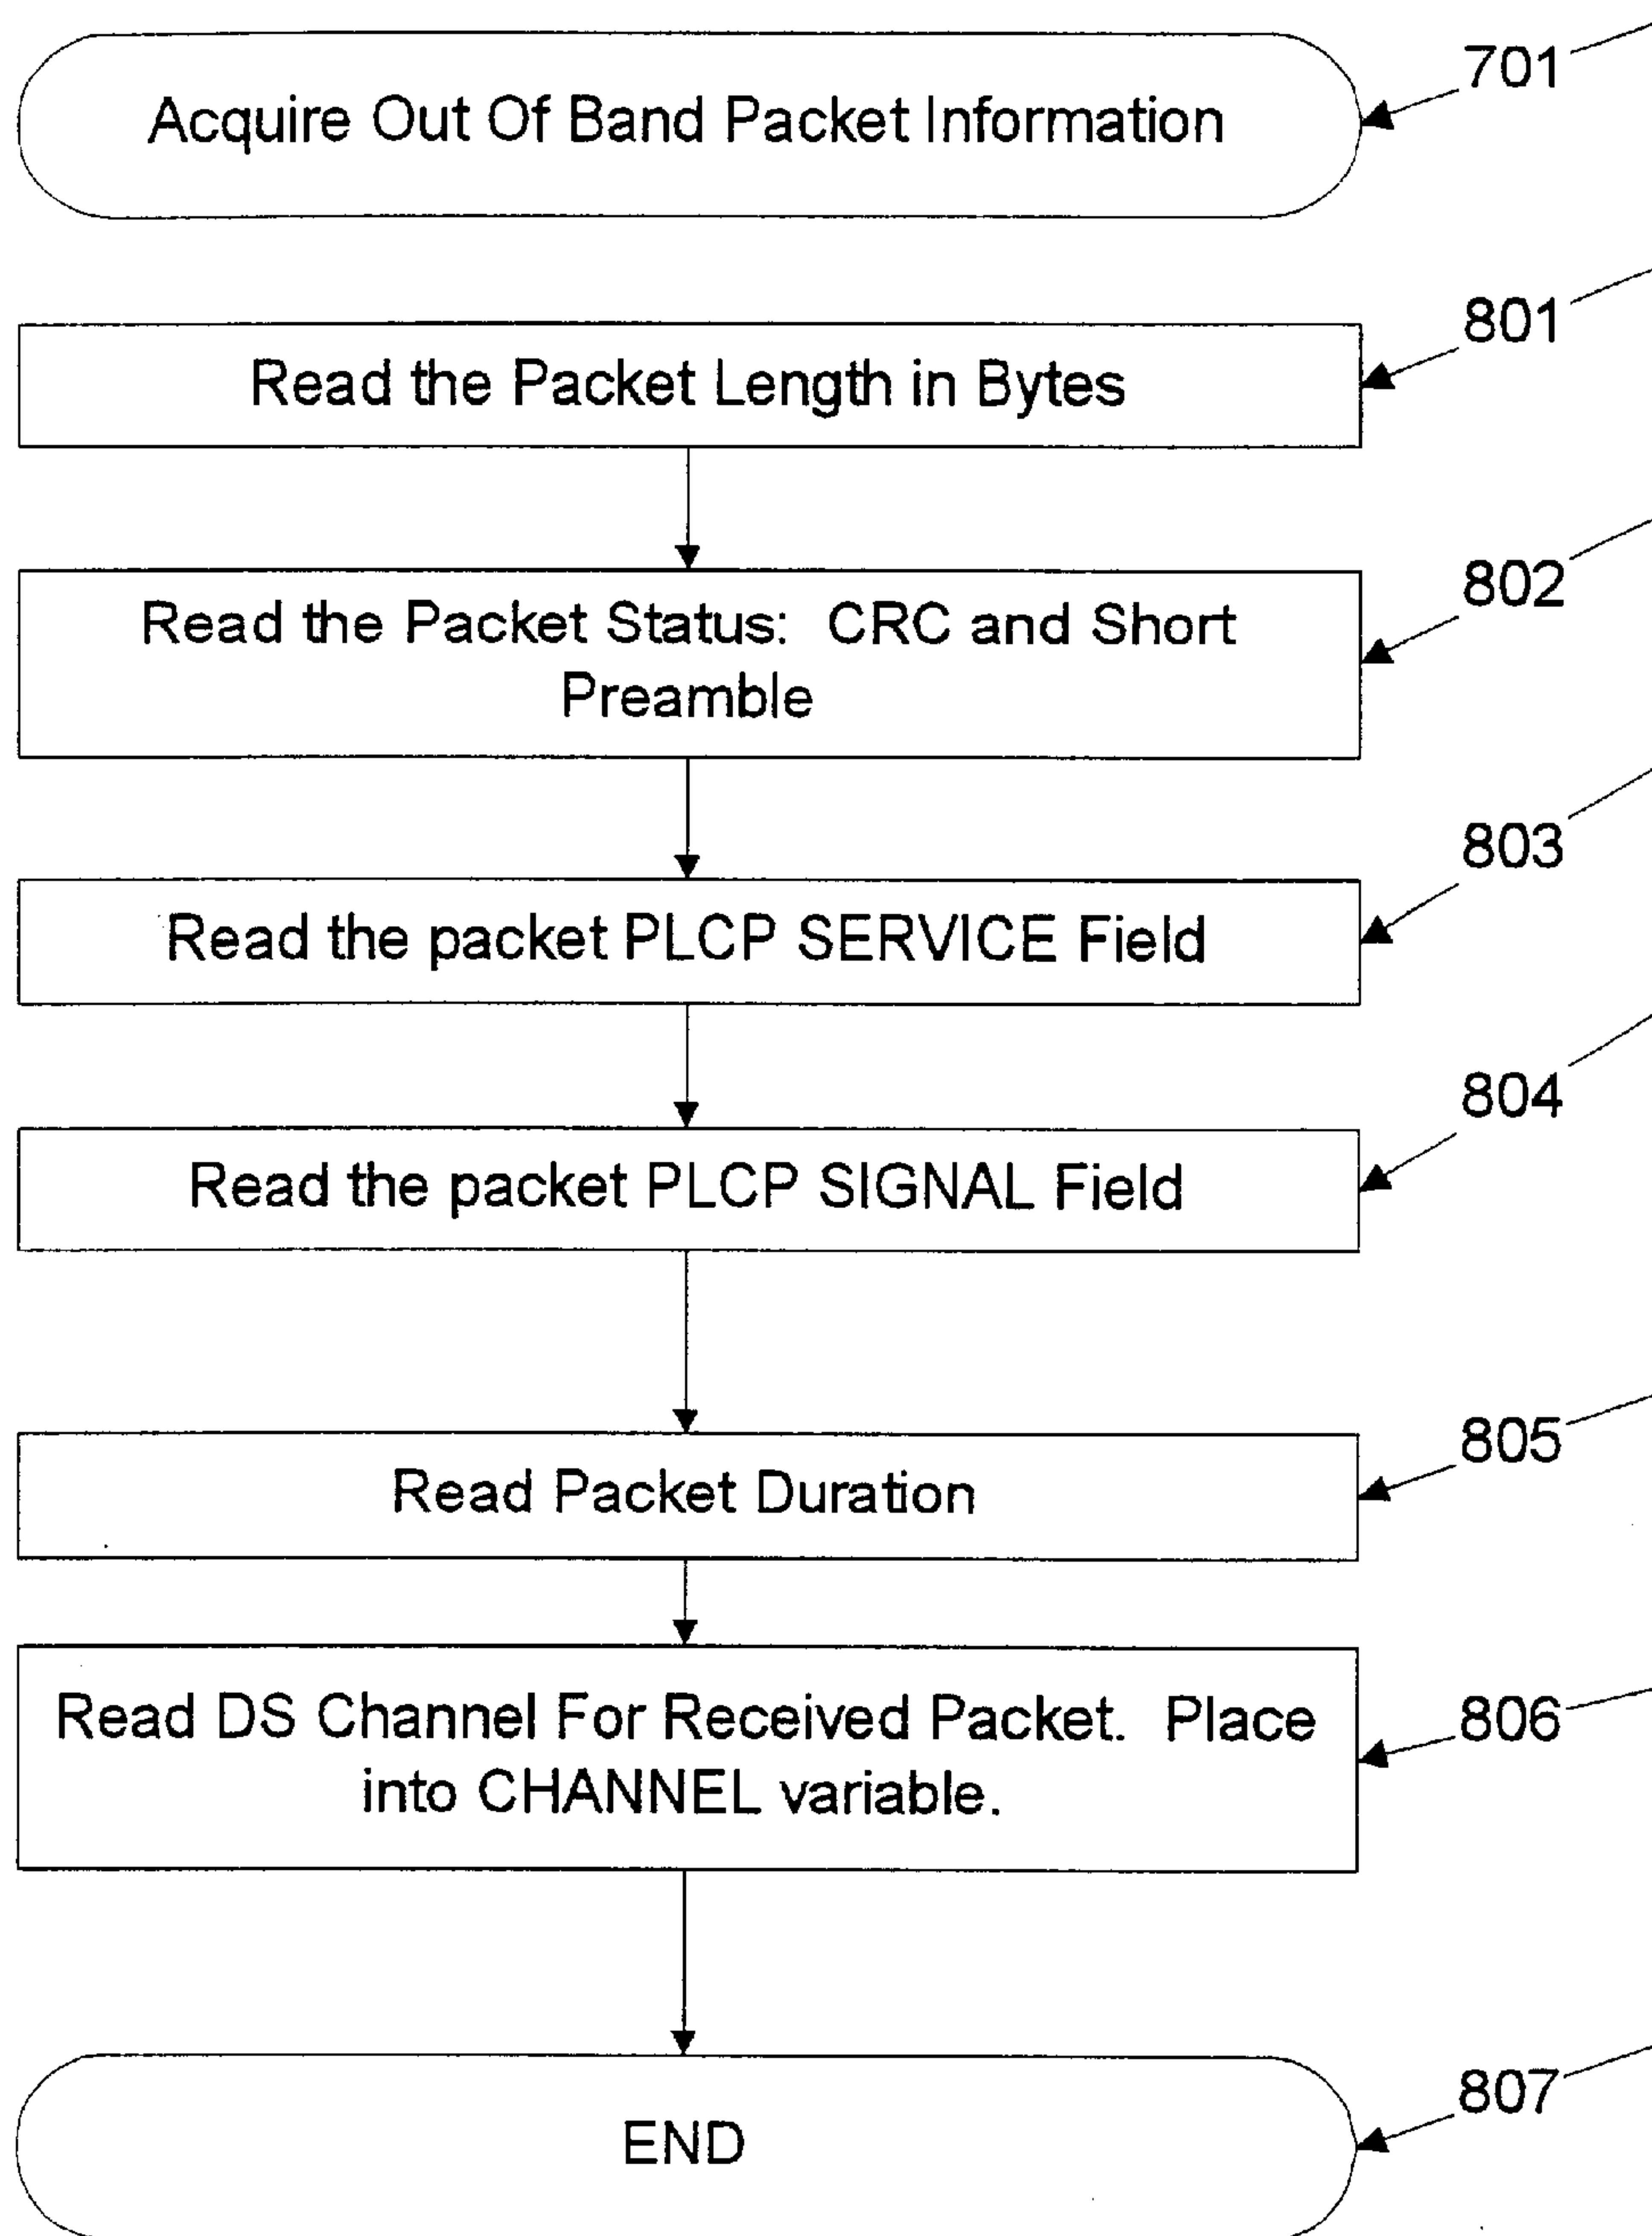 Acquire Out Of Band Packet Information
701
801
Read the Packet Length in Bytes
802
Read the Packet Status: CRC and Short
Preamble
803
Read the packet PLCP SERVICE Field
804
Read the packet PLCP SIGNAL Field
805
Read Packet Duration
806
Read DS Channel For Received Packet. Place
into CHANNEL variable.
807
END